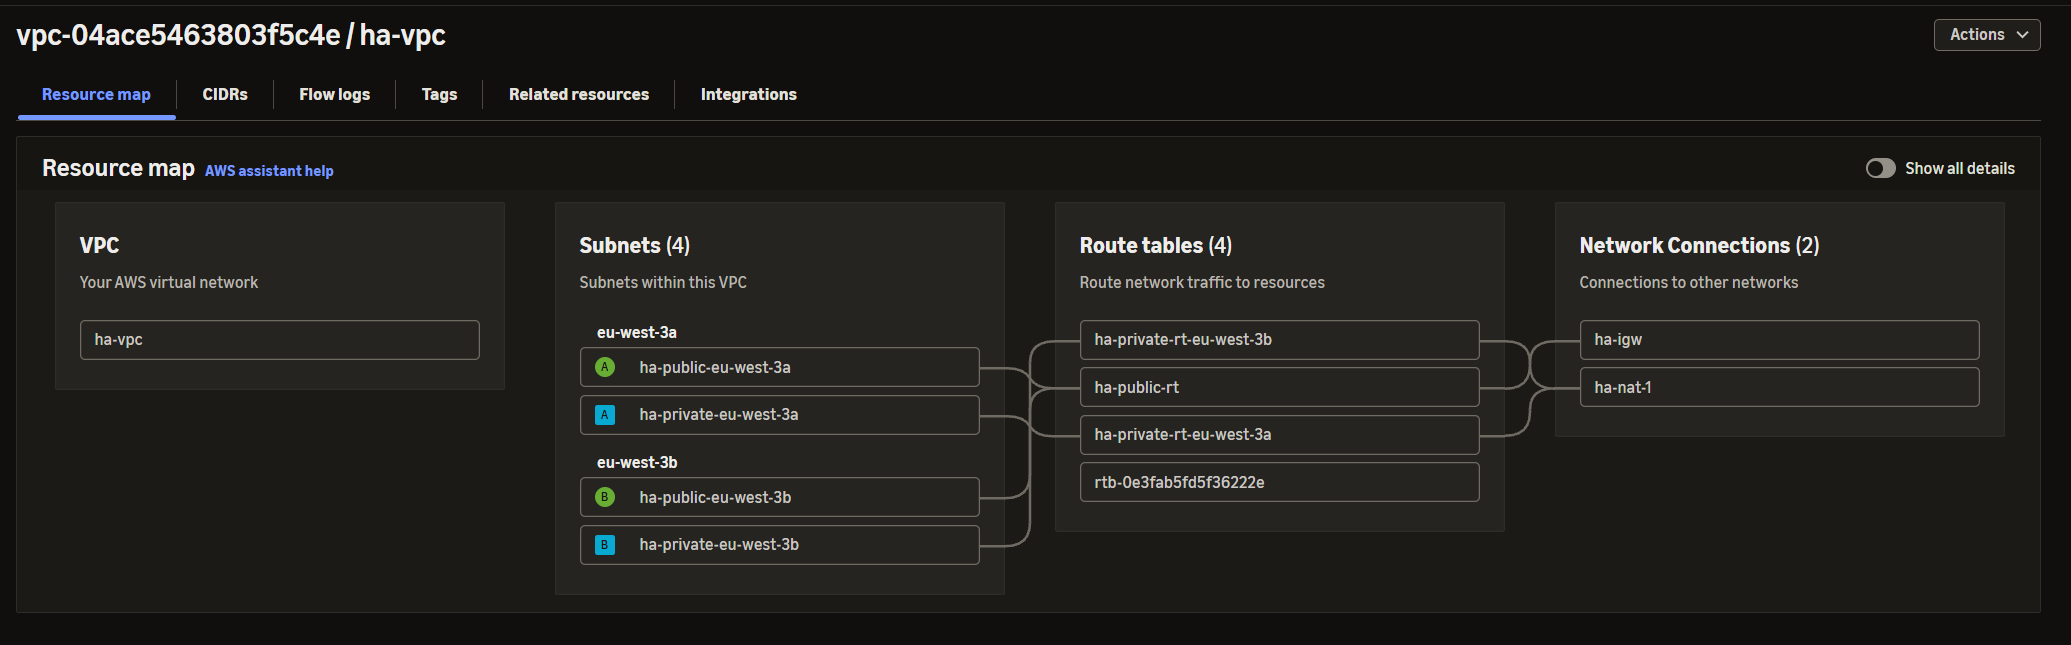 vpc-04ace5463803f5c4e / ha-vpc
Actions
Resource map
CIDRs
Flow logs
Tags
Related resources
Integrations
Resource map AWS assistant help
Show all details
VPC
Your AWS virtual network
ha-vpc
Subnets (4)
Subnets within this VPC
eu-west-3a
A ha-public-eu-west-3a
A ha-private-eu-west-3a
eu-west-3b
B ha-public-eu-west-3b
B ha-private-eu-west-3b
Route tables (4)
Route network traffic to resources
ha-private-rt-eu-west-3b
ha-public-rt
ha-private-rt-eu-west-3a
rtb-0e3fab5fd5f36222e
Network Connections (2)
Connections to other networks
ha-igw
ha-nat-1